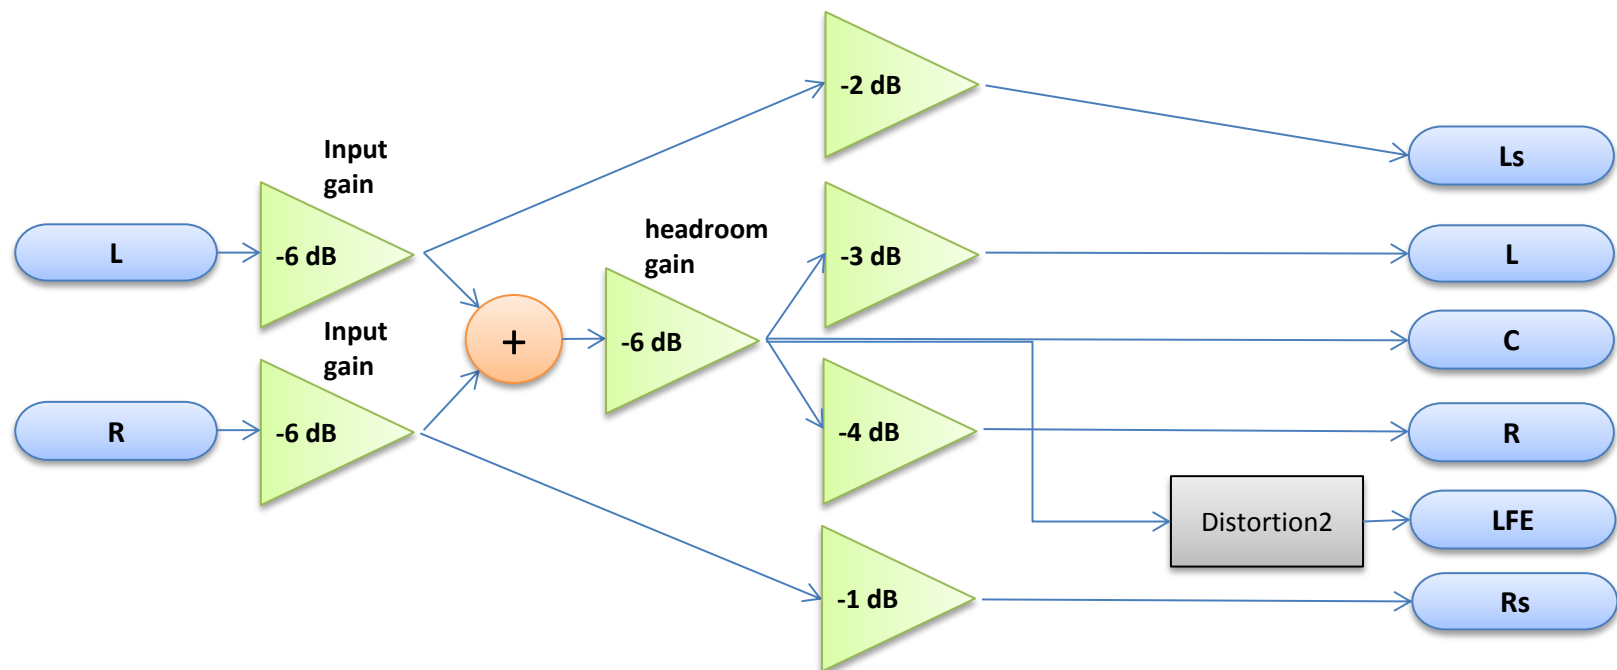 -2 dB
Ls
Input
gain
L
-6 dB
headroom
gain
-3 dB
L
Input
gain
+
-6 dB
C
R
-6 dB
-4 dB
R
Distortion2
LFE
-1 dB
Rs